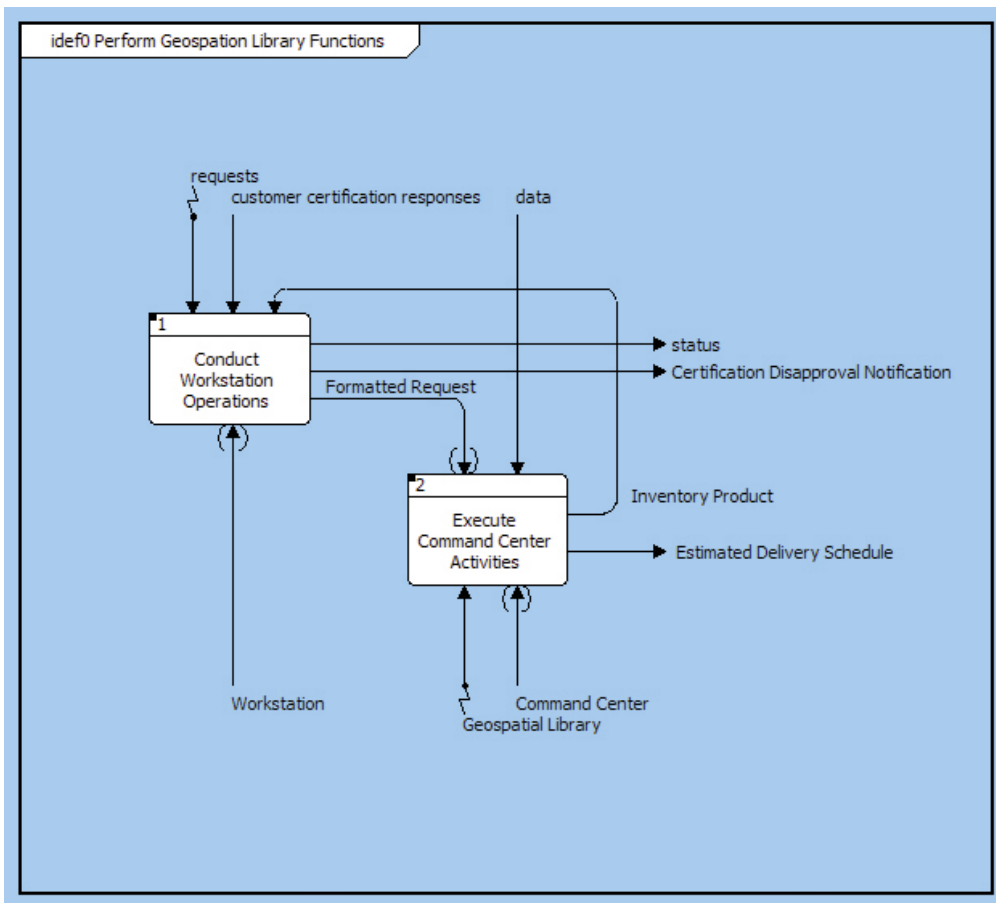 idef0 Perform Geospation Library Functions
requests
customer certification responses
data
1
Conduct
Workstation
Operations
status
Certification Disapproval Notification
Formatted Request
2
Execute
Command Center
Activities
Inventory Product
Estimated Delivery Schedule
Workstation
Command Center
Geospatial Library